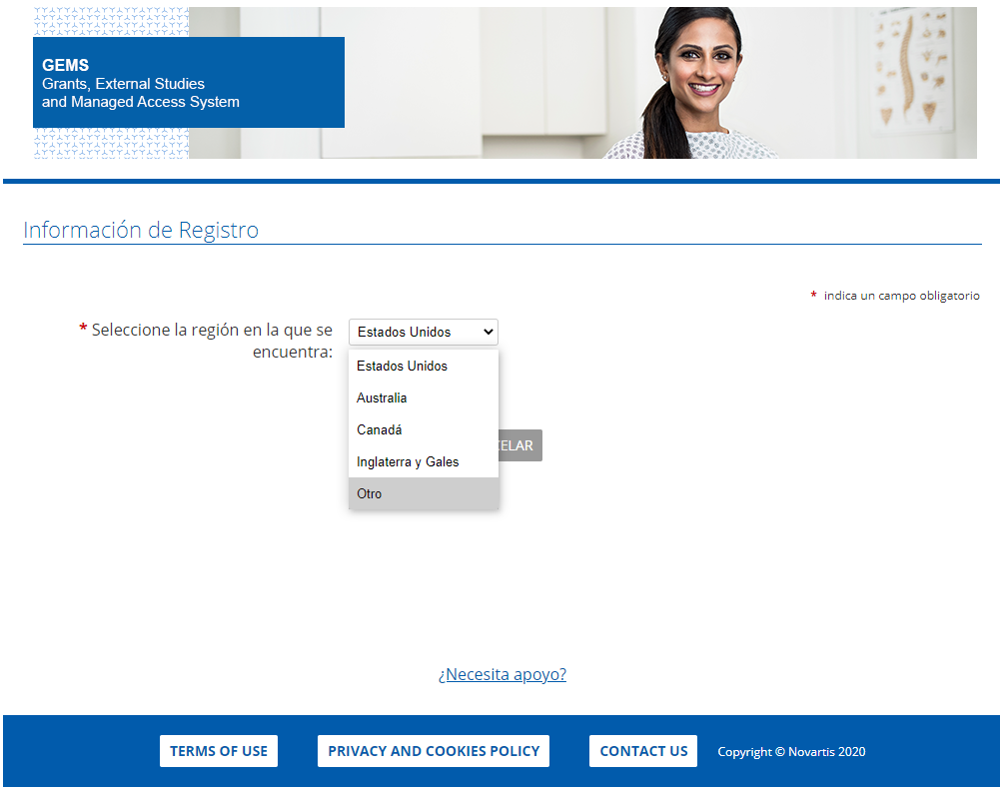 GEMS
Grants, External Studies
and Managed Access System
Información de Registro
* indica un campo obligatorio
* Seleccione la región en la que se
encuentra:
Estados Unidos
Estados Unidos
Australia
Canadá
Inglaterra y Gales
Otro
ELAR
¿Necesita apoyo?
TERMS OF USE
PRIVACY AND COOKIES POLICY
CONTACT US
Copyright © Novartis 2020